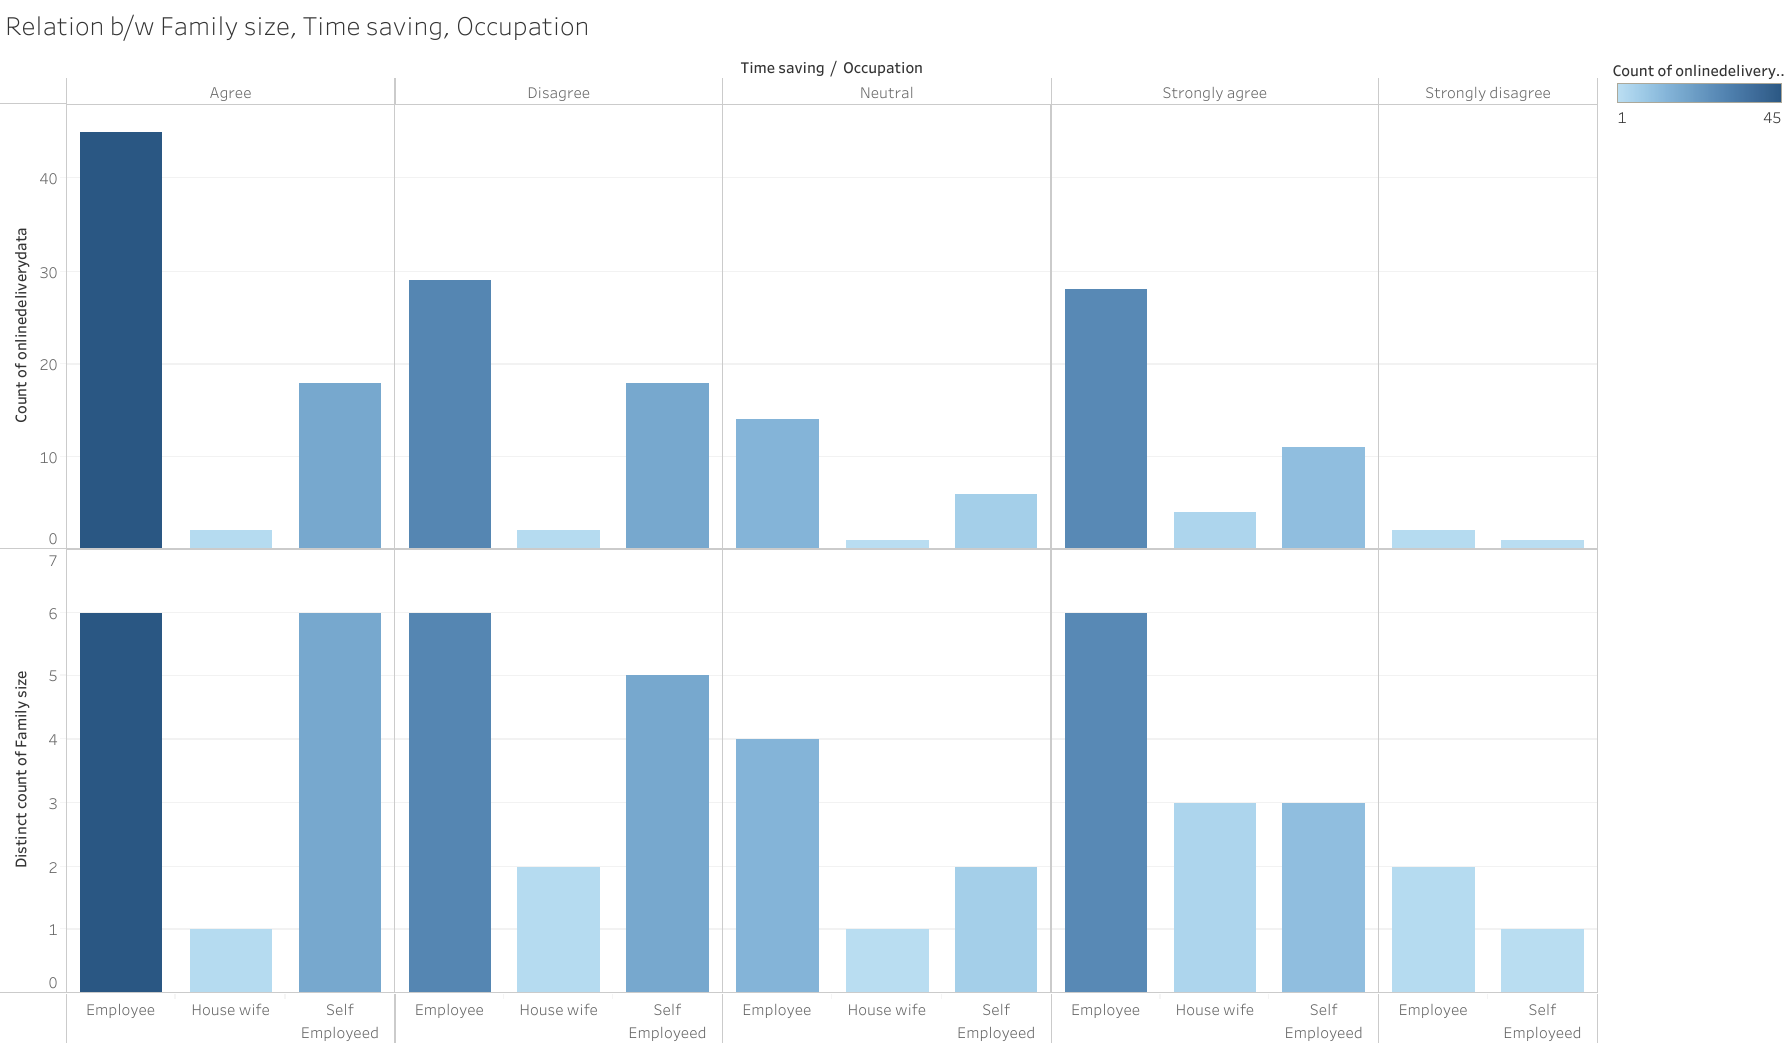 Relation b/w Family size, Time saving, Occupation
Time saving / Occupation
Count of onlinedelivery..
1 45
Agree Disagree Neutral Strongly agree Strongly disagree
Count of onlinedeliverydata
40
30
20
10
0
Distinct count of Family size
7
6
5
4
3
2
1
0
Employee House wife Self Employee House wife Self Employee House wife Self Employee House wife Self Employee Self
Employeed Employeed Employeed Employeed Employeed